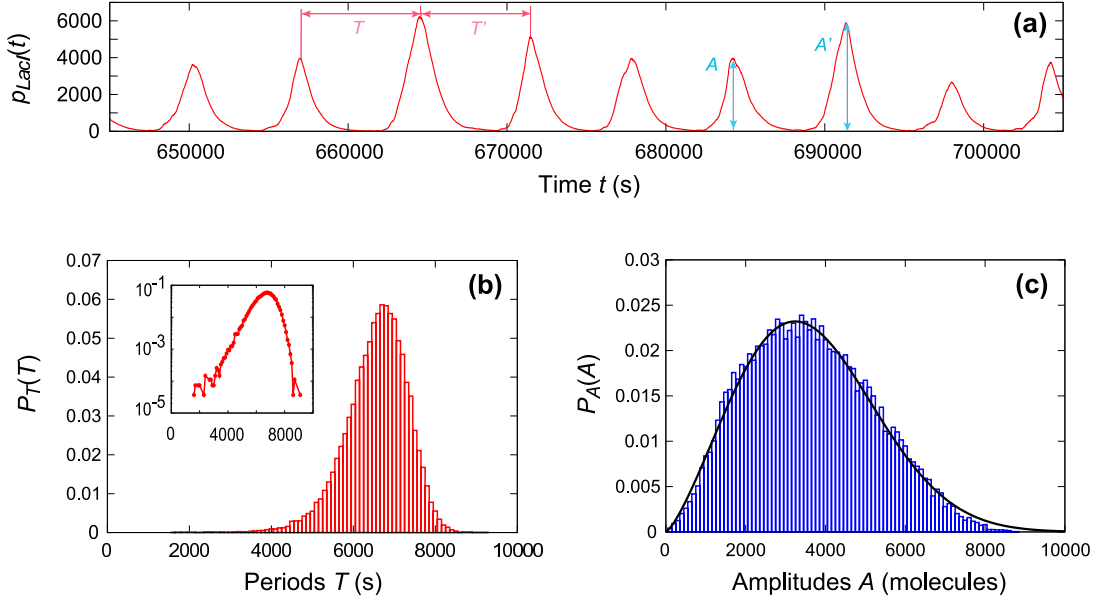 (a)
p_LacI(t)
6000
4000
2000
0
T T'
A A'
650000 660000 670000 680000 690000 700000
Time t (s)
(b)
P_T(T)
0.07
0.06
0.05
0.04
0.03
0.02
0.01
0
10^-1
10^-3
10^-5
0 4000 8000
0 2000 4000 6000 8000 10000
Periods T (s)
(c)
P_A(A)
0.03
0.025
0.02
0.015
0.01
0.005
0
0 2000 4000 6000 8000 10000
Amplitudes A (molecules)